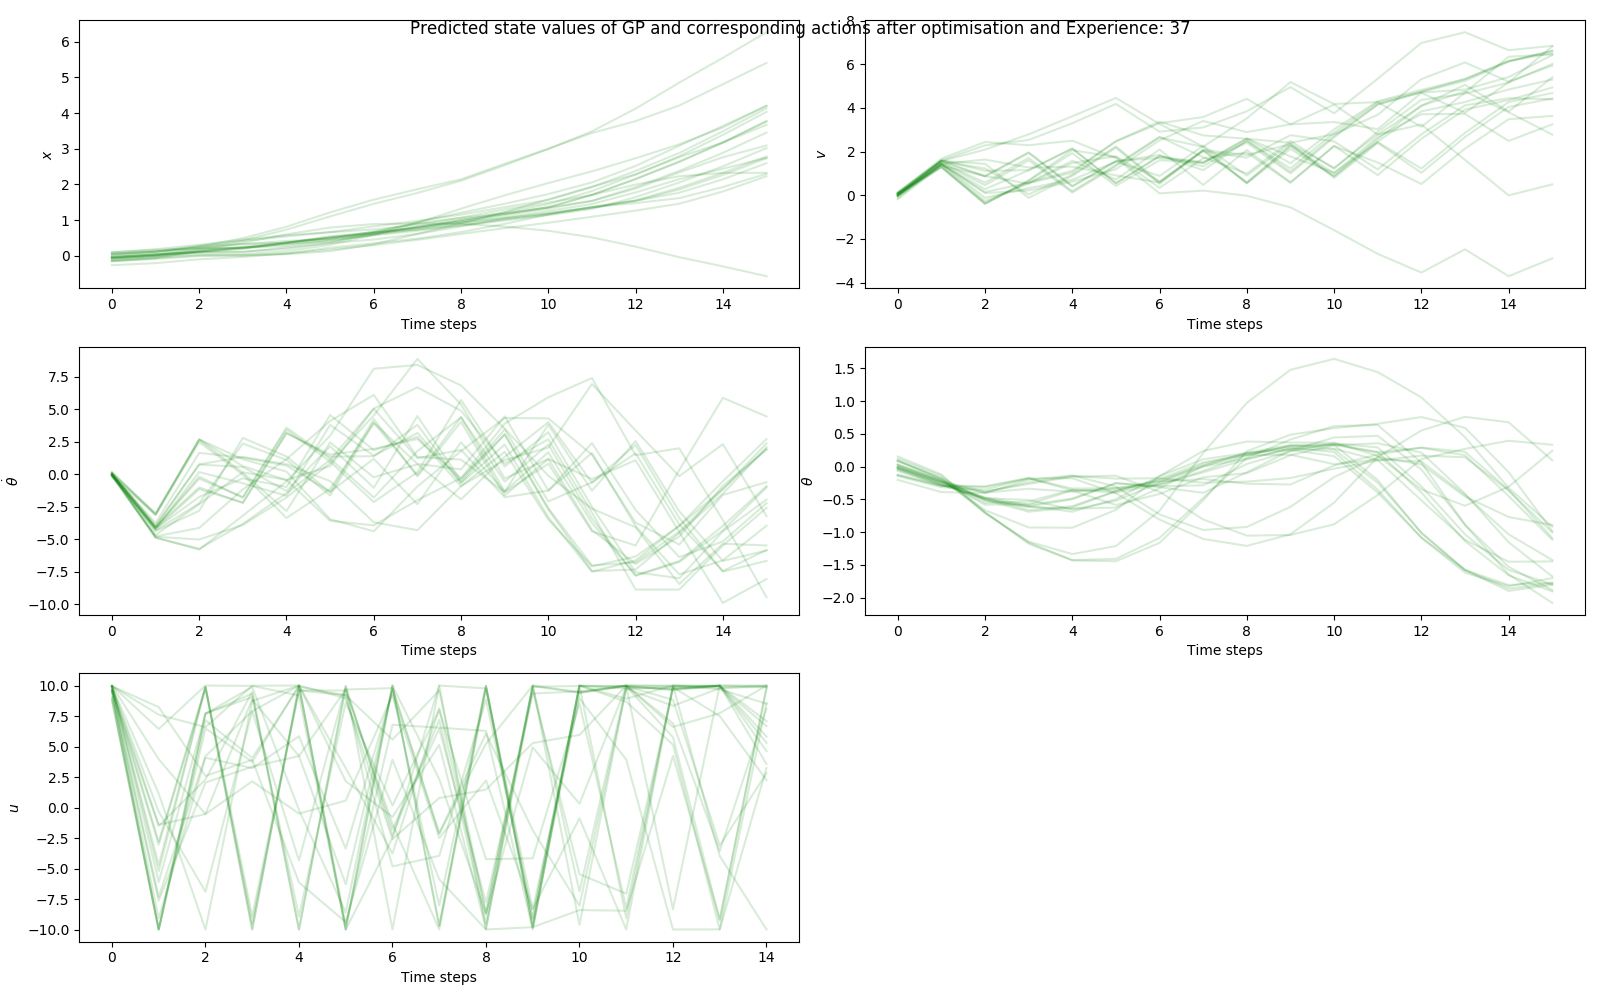 Predicted state values of GP and corresponding actions after optimisation and Experience: 37
6
5
4
3
2
1
0
x
0 2 4 6 8 10 12 14
Time steps
8
6
4
2
0
−2
−4
v
0 2 4 6 8 10 12 14
Time steps
7.5
5.0
2.5
0.0
−2.5
−5.0
−7.5
−10.0
θ̇
0 2 4 6 8 10 12 14
Time steps
1.5
1.0
0.5
0.0
−0.5
−1.0
−1.5
−2.0
θ
0 2 4 6 8 10 12 14
Time steps
10.0
7.5
5.0
2.5
0.0
−2.5
−5.0
−7.5
−10.0
u
0 2 4 6 8 10 12 14
Time steps